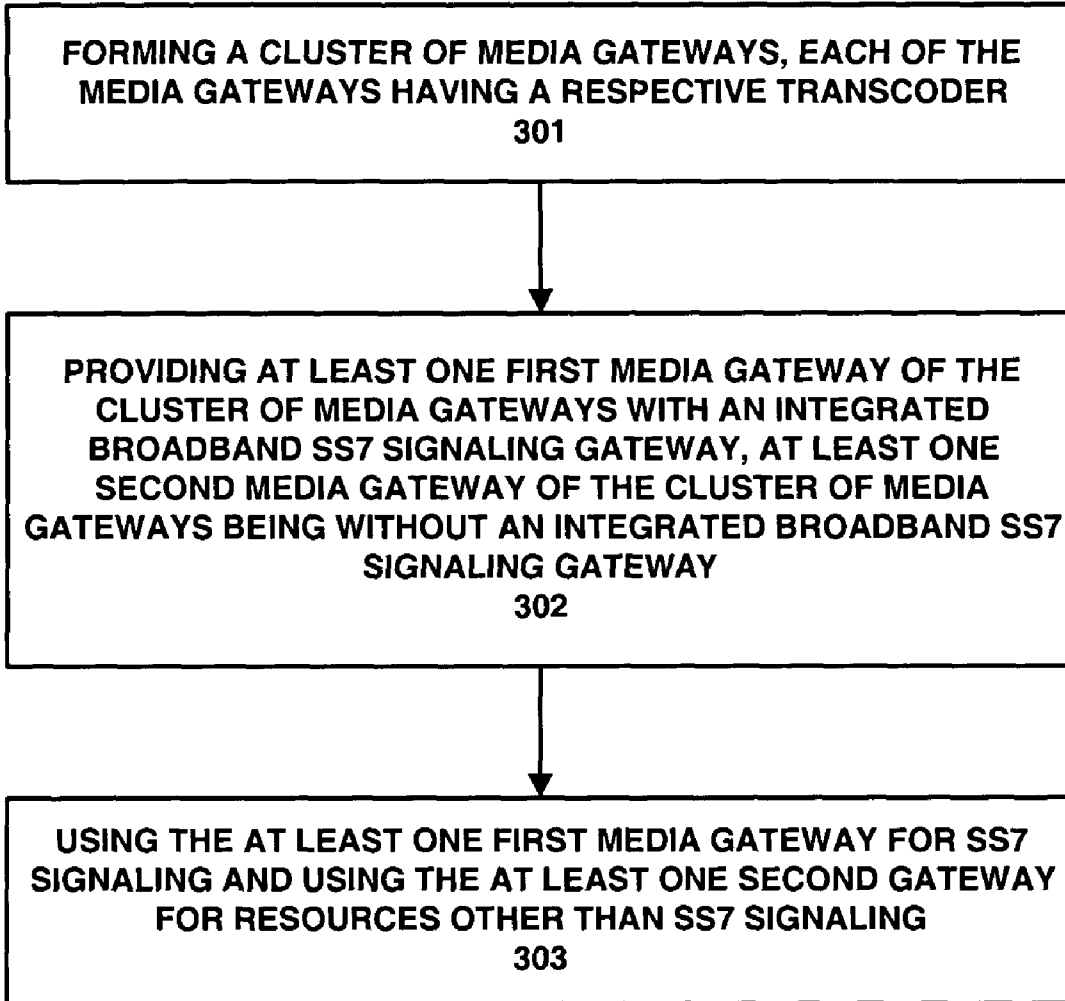 FORMING A CLUSTER OF MEDIA GATEWAYS, EACH OF THE
MEDIA GATEWAYS HAVING A RESPECTIVE TRANSCODER
301
PROVIDING AT LEAST ONE FIRST MEDIA GATEWAY OF THE
CLUSTER OF MEDIA GATEWAYS WITH AN INTEGRATED
BROADBAND SS7 SIGNALING GATEWAY, AT LEAST ONE
SECOND MEDIA GATEWAY OF THE CLUSTER OF MEDIA
GATEWAYS BEING WITHOUT AN INTEGRATED BROADBAND SS7
SIGNALING GATEWAY
302
USING THE AT LEAST ONE FIRST MEDIA GATEWAY FOR SS7
SIGNALING AND USING THE AT LEAST ONE SECOND GATEWAY
FOR RESOURCES OTHER THAN SS7 SIGNALING
303